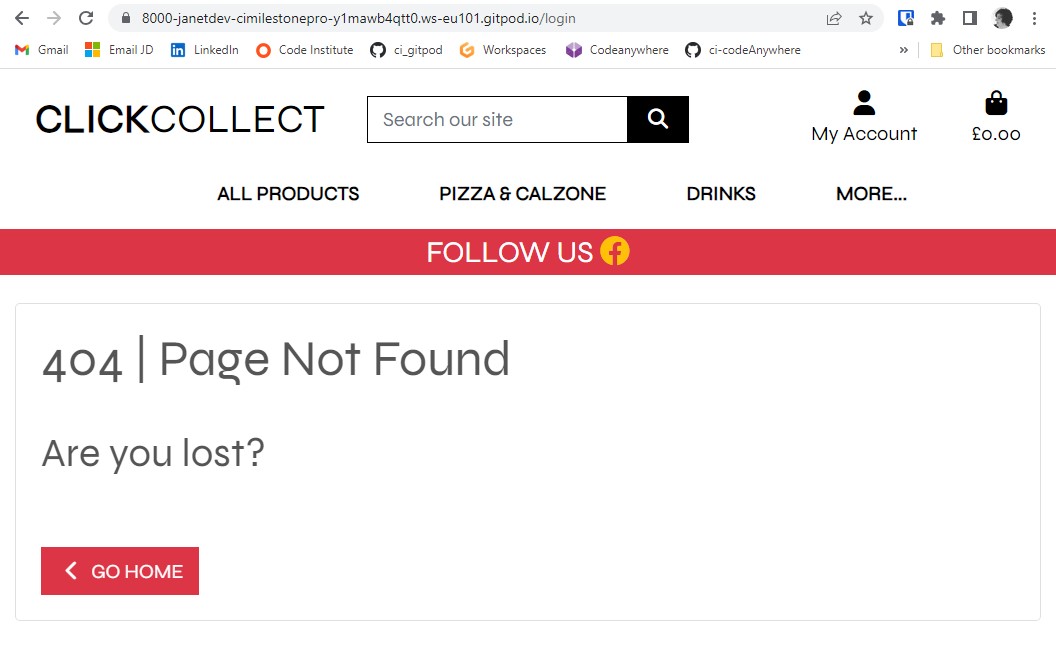 8000-janetdev-cimilestonepro-y1mawb4qtt0.ws-eu101.gitpod.io/login
Gmail Email JD LinkedIn Code Institute ci_gitpod Workspaces Codeanywhere ci-codeAnywhere » Other bookmarks
CLICKCOLLECT Search our site My Account £0.00
ALL PRODUCTS PIZZA & CALZONE DRINKS MORE...
FOLLOW US
404 | Page Not Found
Are you lost?
GO HOME